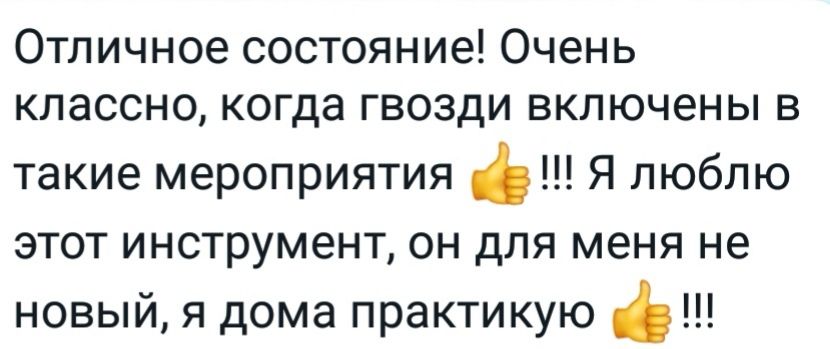 Отличное состояние! Очень
классно, когда гвозди включены в
такие мероприятия 👍!!! Я люблю
этот инструмент, он для меня не
новый, я дома практикую 👍!!!